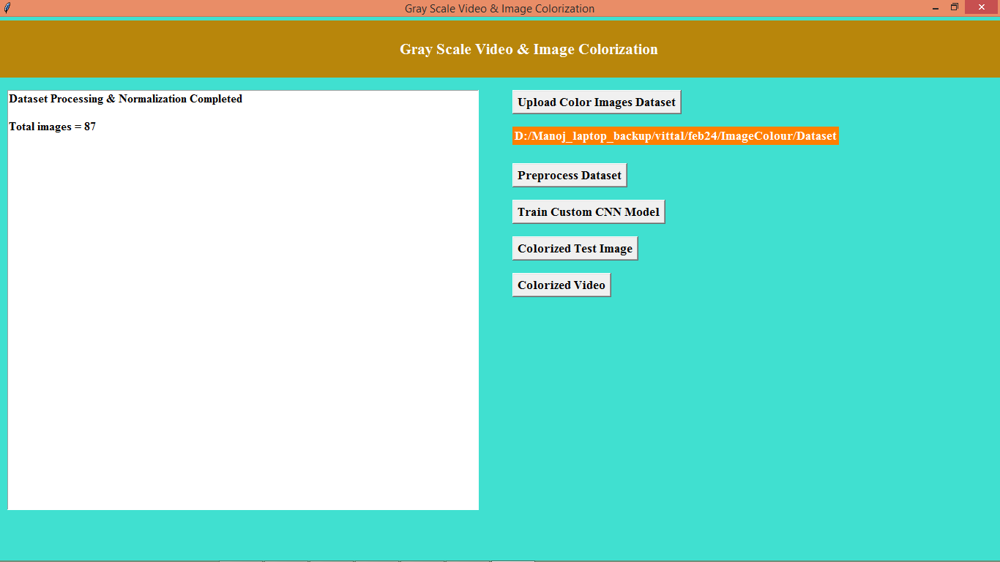 Gray Scale Video & Image Colorization
Gray Scale Video & Image Colorization
Dataset Processing & Normalization Completed
Total images = 87
Upload Color Images Dataset
D:/Manoj_laptop_backup/vittal/feb24/ImageColour/Dataset
Preprocess Dataset
Train Custom CNN Model
Colorized Test Image
Colorized Video